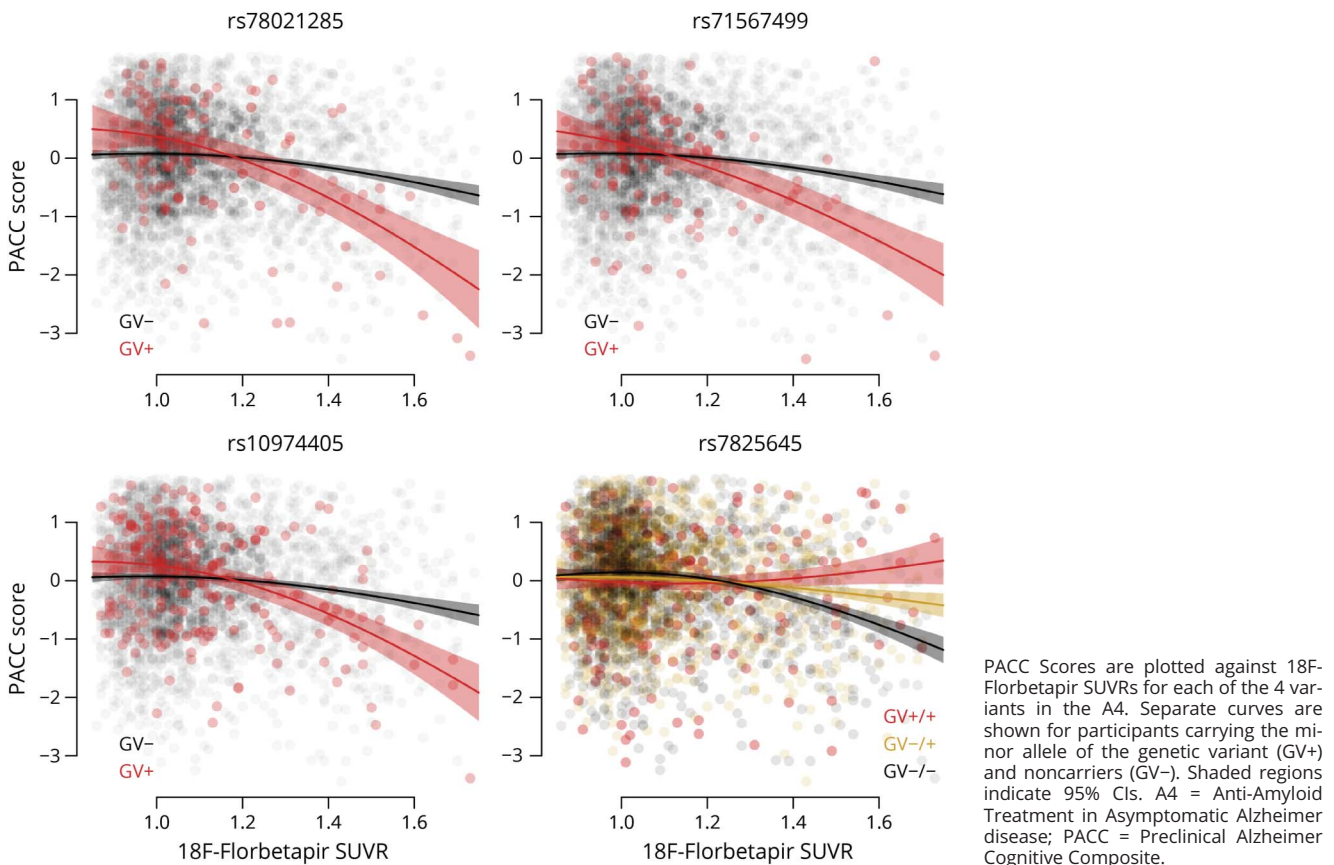 rs78021285
rs71567499
PACC score
1
0
−1
−2
−3
GV−
GV+
1.0 1.2 1.4 1.6
1
0
−1
−2
−3
GV−
GV+
1.0 1.2 1.4 1.6
rs10974405
rs7825645
PACC score
1
0
−1
−2
−3
GV−
GV+
1.0 1.2 1.4 1.6
18F-Florbetapir SUVR
1
0
−1
−2
−3
GV+/+
GV−/+
GV−/−
1.0 1.2 1.4 1.6
18F-Florbetapir SUVR
PACC Scores are plotted against 18F-
Florbetapir SUVRs for each of the 4 var-
iants in the A4. Separate curves are
shown for participants carrying the mi-
nor allele of the genetic variant (GV+)
and noncarriers (GV−). Shaded regions
indicate 95% CIs. A4 = Anti-Amyloid
Treatment in Asymptomatic Alzheimer
disease; PACC = Preclinical Alzheimer
Cognitive Composite.